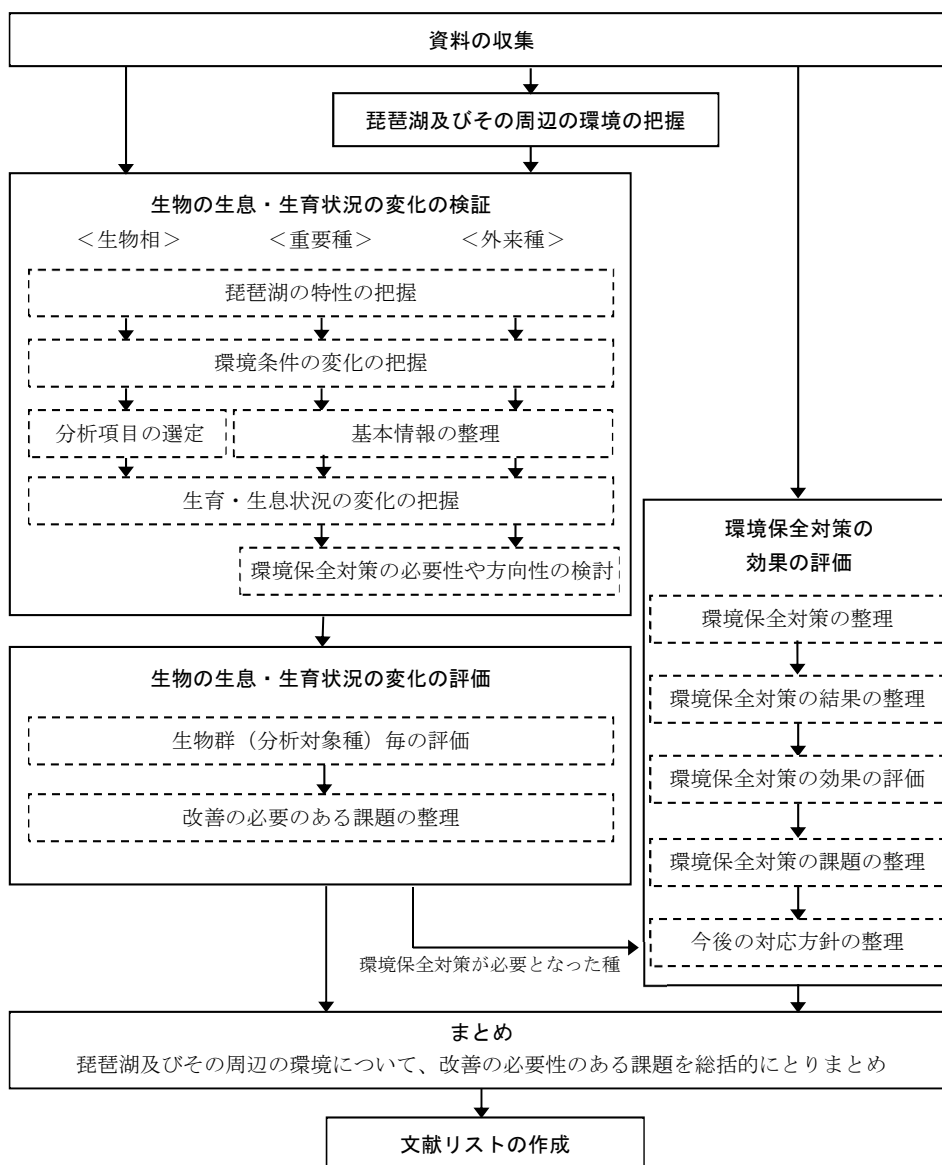 資料の収集
琵琶湖及びその周辺の環境の把握
生物の生息・生育状況の変化の検証
＜生物相＞ ＜重要種＞ ＜外来種＞
琵琶湖の特性の把握
環境条件の変化の把握
分析項目の選定 基本情報の整理
生育・生息状況の変化の把握
環境保全対策の必要性や方向性の検討
生物の生息・生育状況の変化の評価
生物群（分析対象種）毎の評価
改善の必要のある課題の整理
環境保全対策の
効果の評価
環境保全対策の整理
環境保全対策の結果の整理
環境保全対策の効果の評価
環境保全対策の課題の整理
今後の対応方針の整理
環境保全対策が必要となった種
まとめ
琵琶湖及びその周辺の環境について、改善の必要性のある課題を総括的にとりまとめ
文献リストの作成